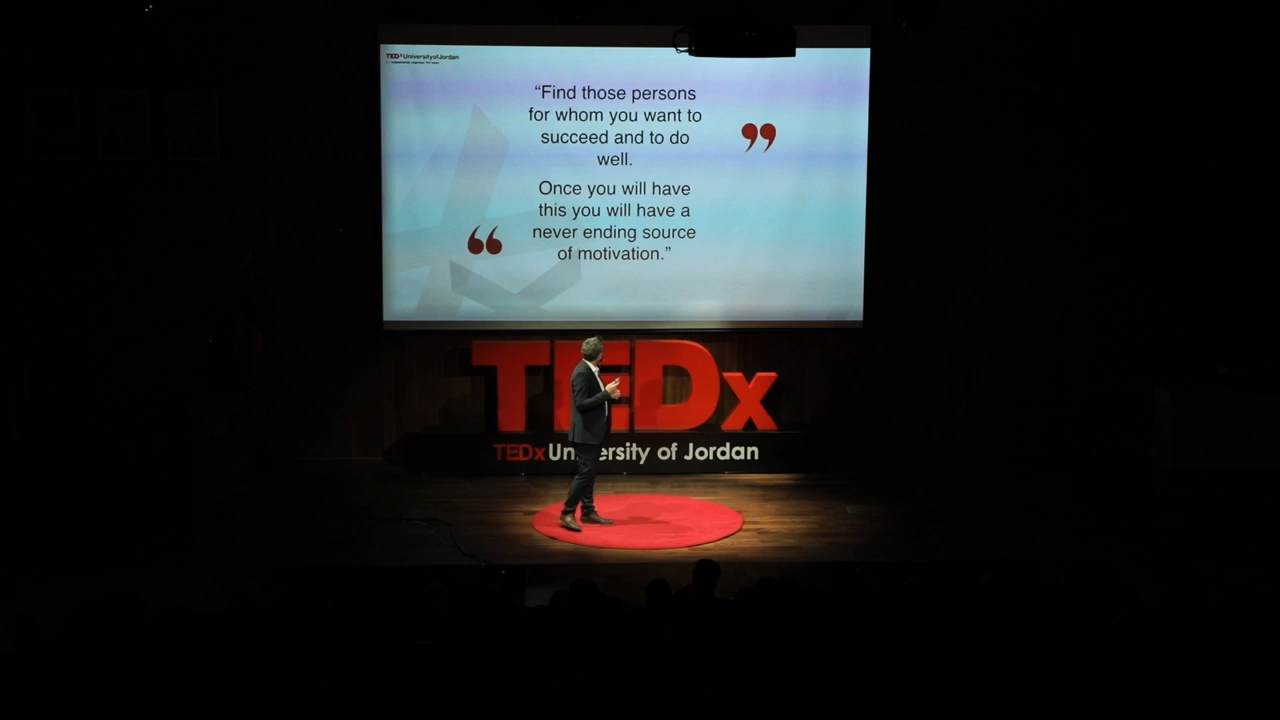 TEDxUniversityofJordan
“Find those persons
for whom you want to
succeed and to do
well.
Once you will have
this you will have a
never ending source
of motivation.”
TEDx
TEDx University of Jordan